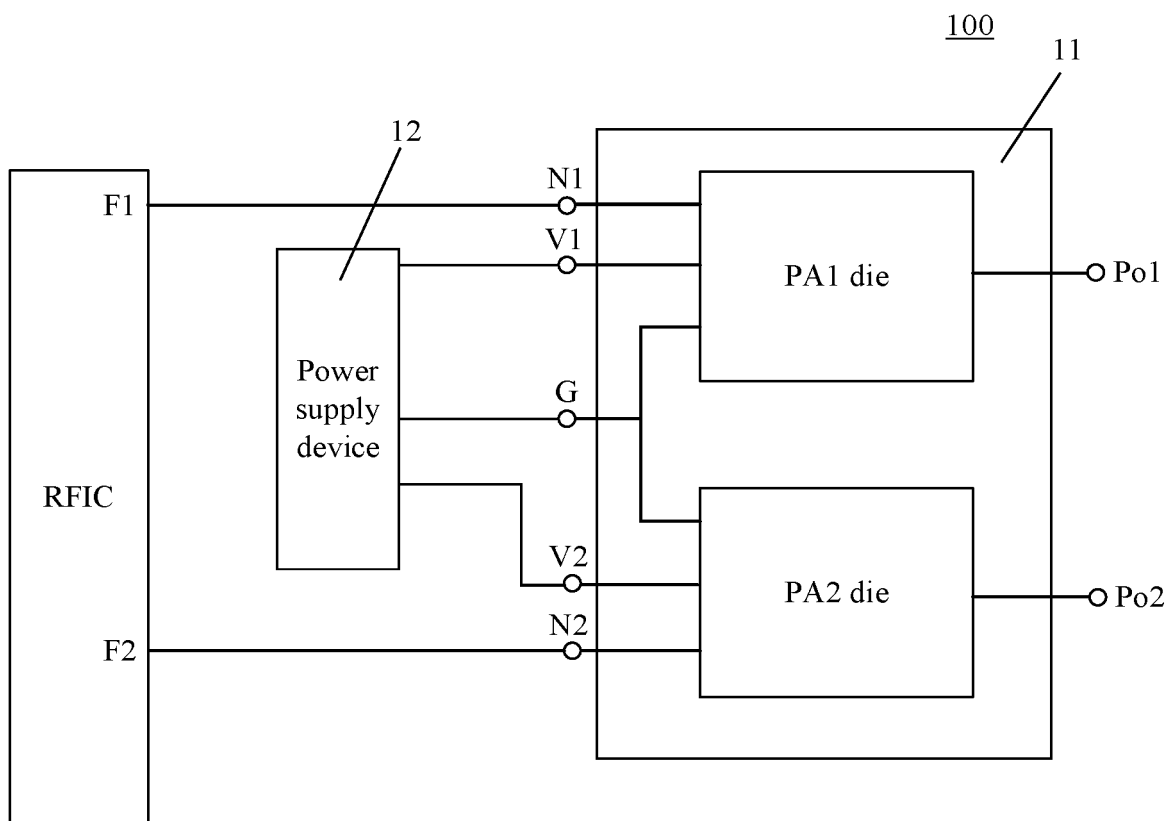 100
11
12
N1
F1
V1
PA1 die
Po1
Power
supply
device
G
RFIC
V2
PA2 die
Po2
N2
F2